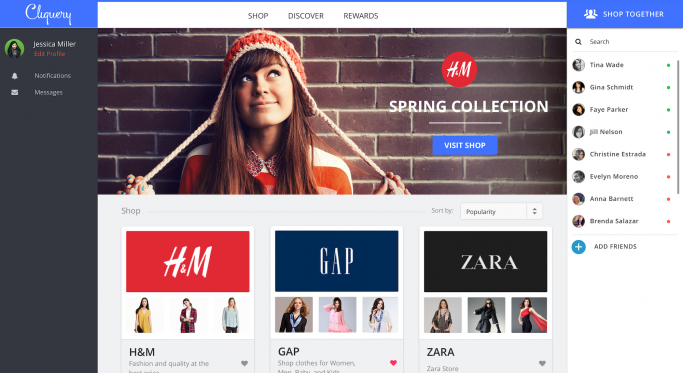 Cliquery
SHOP DISCOVER REWARDS
SHOP TOGETHER
Jessica Miller
Edit Profile
Notifications
Messages
H&M
SPRING COLLECTION
VISIT SHOP
Search
Tina Wade
Gina Schmidt
Faye Parker
Jill Nelson
Christine Estrada
Evelyn Moreno
Anna Barnett
Brenda Salazar
ADD FRIENDS
Shop
Sort by: Popularity
H&M
H&M
Fashion and quality at the
best price
GAP
GAP
Shop clothes for Women,
Men, Baby, and Kids
ZARA
ZARA
Zara Store